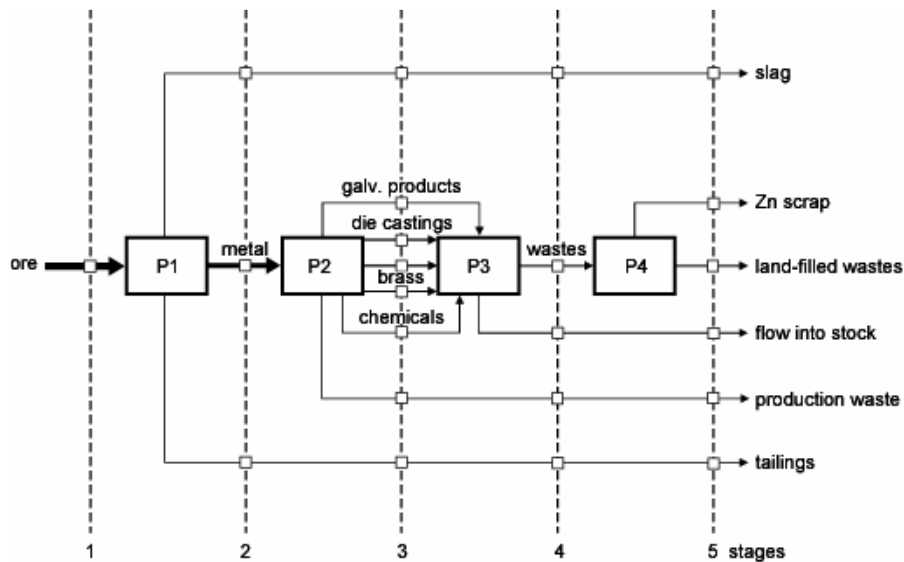 slag
galv. products
Zn scrap
die castings
ore
P1
metal
P2
P3
wastes
P4
land-filled wastes
brass
chemicals
flow into stock
production waste
tailings
1 2 3 4 5 stages